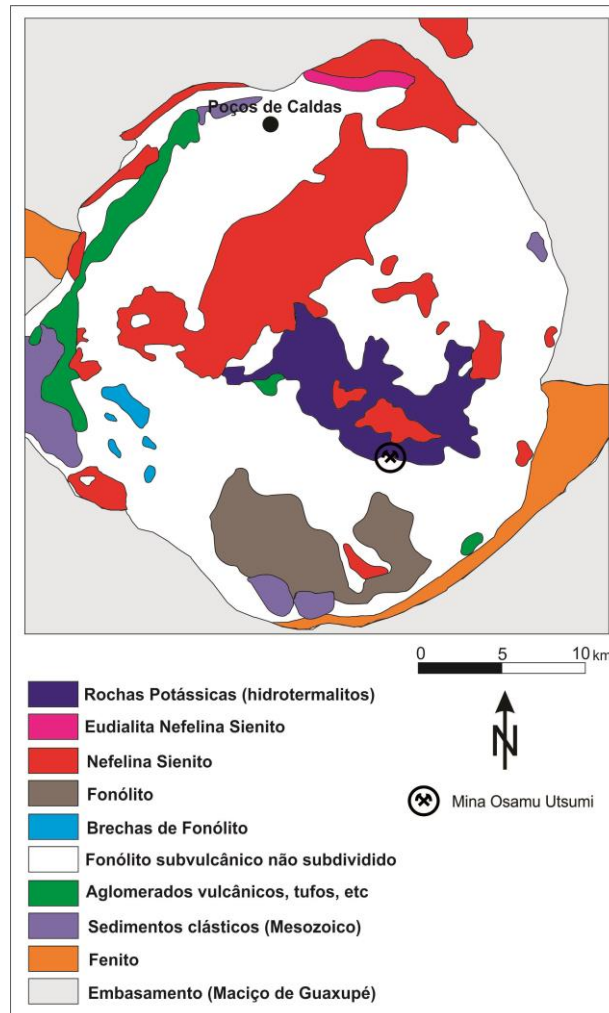 Poços de Caldas
0 5 10 km
N
Rochas Potássicas (hidrotermalitos)
Eudialita Nefelina Sienito
Nefelina Sienito
Fonólito
Brechas de Fonólito
Fonólito subvulcânico não subdividido
Aglomerados vulcânicos, tufos, etc
Sedimentos clásticos (Mesozoico)
Fenito
Embasamento (Maciço de Guaxupé)
Mina Osamu Utsumi